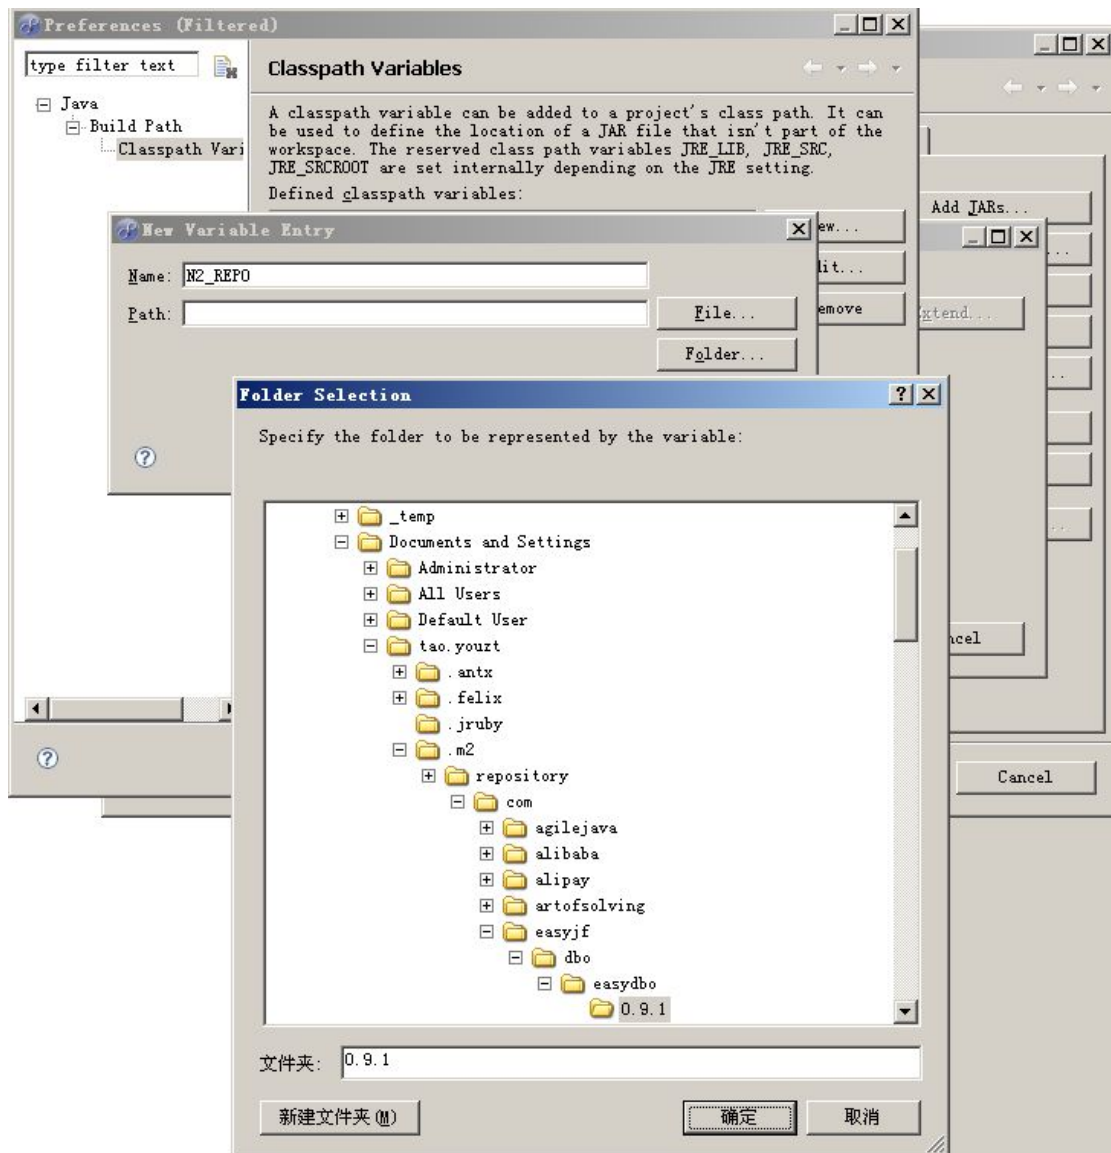 Preferences (Filtered)
type filter text
Java
Build Path
Classpath Vari
Classpath Variables
A classpath variable can be added to a project's class path. It can
be used to define the location of a JAR file that isn't part of the
workspace. The reserved class path variables JRE_LIB, JRE_SRC,
JRE_SRCROOT are set internally depending on the JRE setting.
Defined classpath variables:
ew...
dit...
emove
Add JARs...
Extend...
ncel
Cancel
New Variable Entry
Name: N2_REPO
Path:
File...
Folder...
Folder Selection
Specify the folder to be represented by the variable:
_temp
Documents and Settings
Administrator
All Users
Default User
tao.youzt
.antx
.felix
.jruby
.m2
repository
com
agilejava
alibaba
alipay
artofsolving
easyjf
dbo
easydbo
0.9.1
文件夹: 0.9.1
新建文件夹(M)
确定
取消